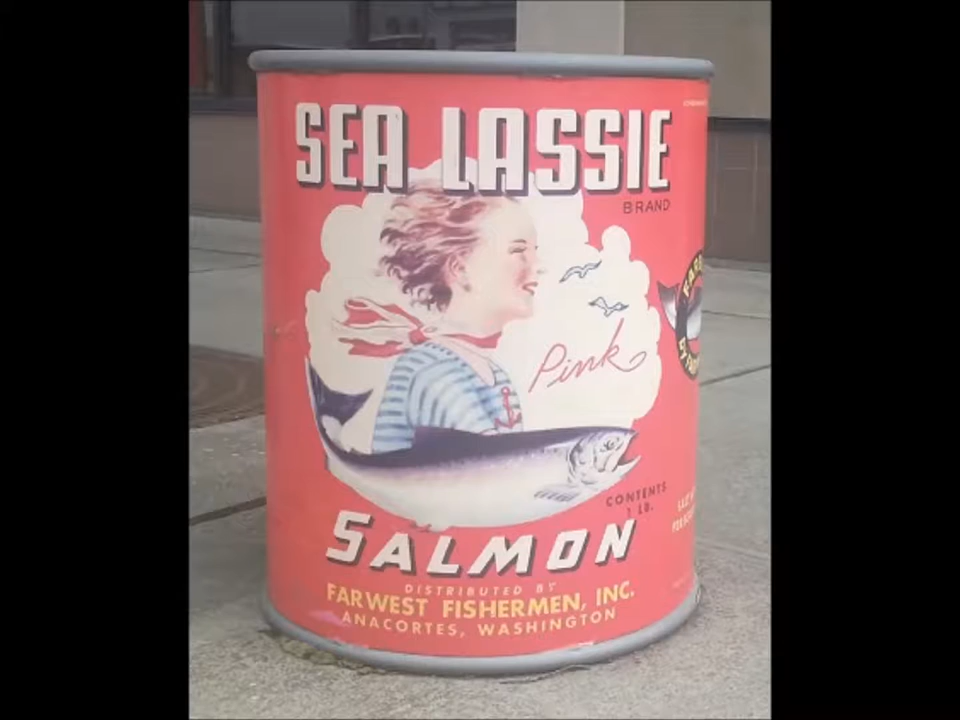 SEA LASSIE
BRAND
Pink
CONTENTS
1 LB.
SALMON
DISTRIBUTED BY
FARWEST FISHERMEN, INC.
ANACORTES, WASHINGTON